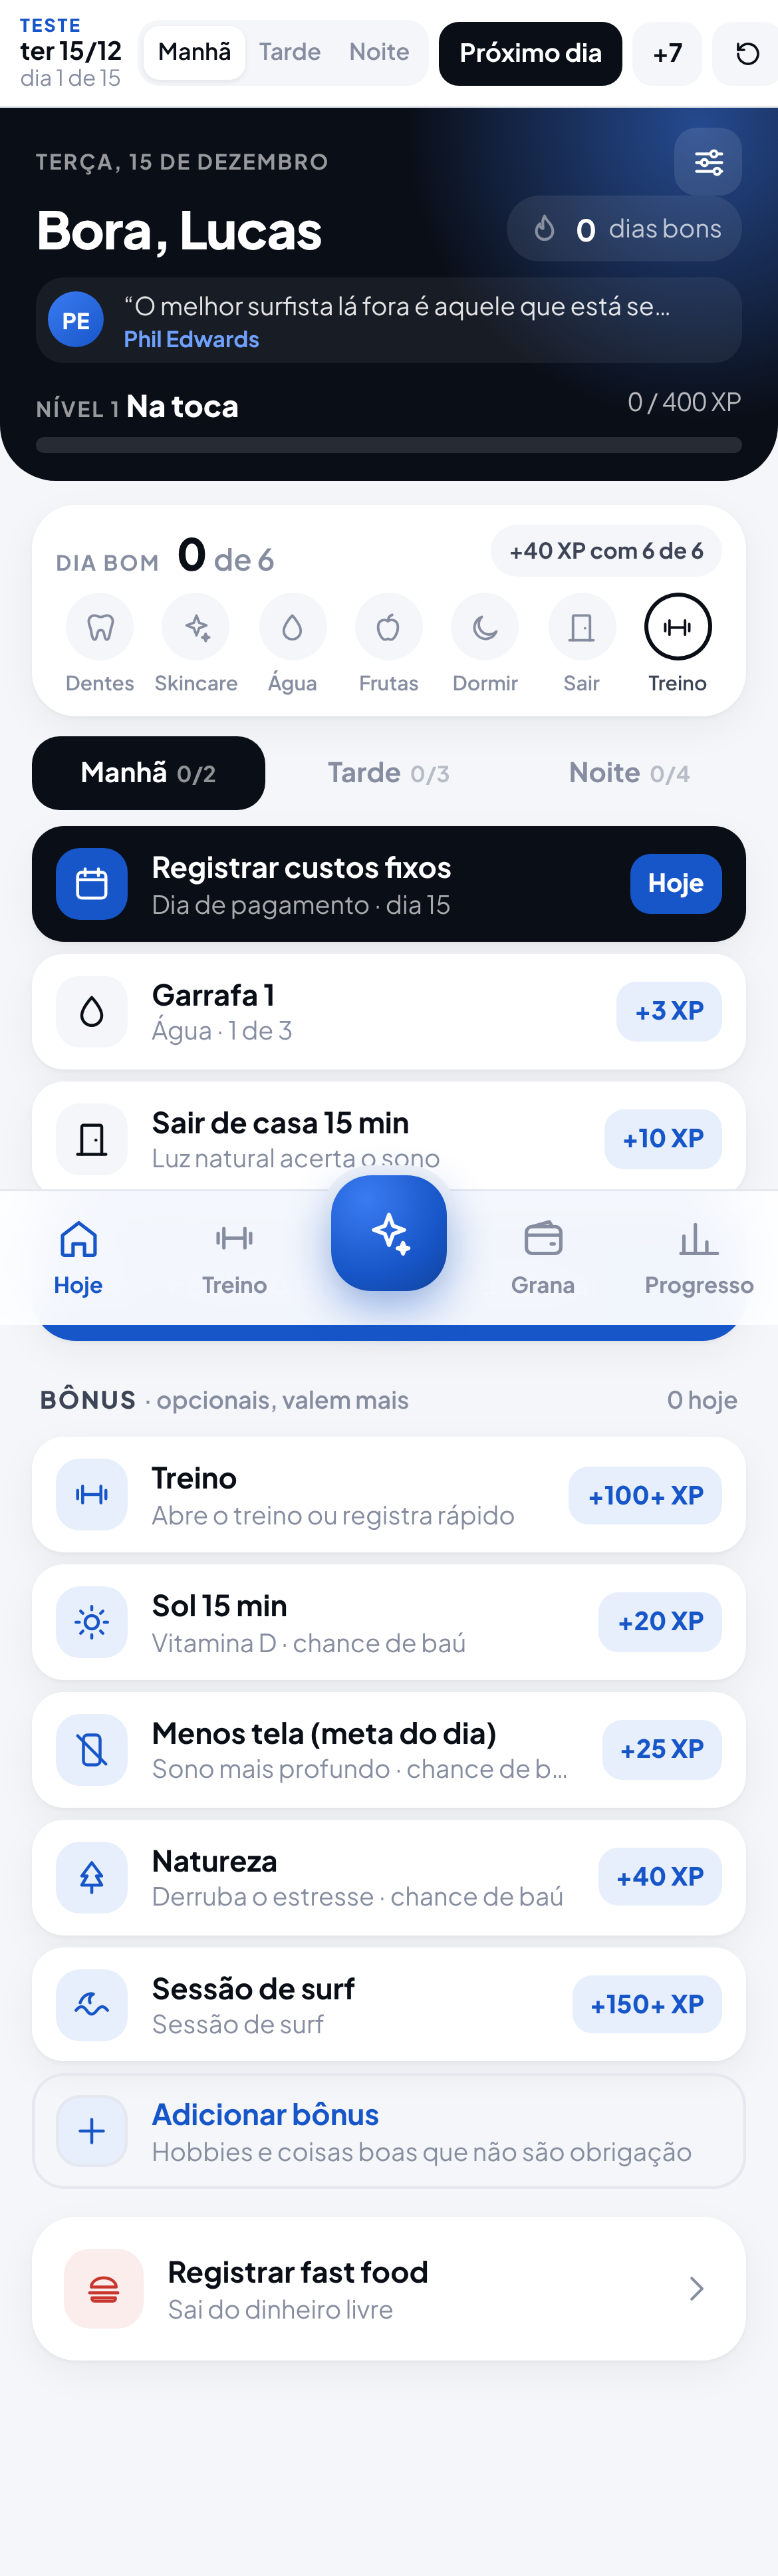 TESTE
ter 15/12
dia 1 de 15
Manhã Tarde Noite
Próximo dia
+7
TERÇA, 15 DE DEZEMBRO
Bora, Lucas
0 dias bons
PE
“O melhor surfista lá fora é aquele que está se…
Phil Edwards
NÍVEL 1 Na toca
0 / 400 XP
DIA BOM 0 de 6
+40 XP com 6 de 6
Dentes Skincare Água Frutas Dormir Sair Treino
Manhã 0/2 Tarde 0/3 Noite 0/4
Registrar custos fixos
Dia de pagamento · dia 15
Hoje
Garrafa 1
Água · 1 de 3
+3 XP
Sair de casa 15 min
Luz natural acerta o sono
+10 XP
Hoje Treino Grana Progresso
BÔNUS · opcionais, valem mais
0 hoje
Treino
Abre o treino ou registra rápido
+100+ XP
Sol 15 min
Vitamina D · chance de baú
+20 XP
Menos tela (meta do dia)
Sono mais profundo · chance de b…
+25 XP
Natureza
Derruba o estresse · chance de baú
+40 XP
Sessão de surf
Sessão de surf
+150+ XP
Adicionar bônus
Hobbies e coisas boas que não são obrigação
Registrar fast food
Sai do dinheiro livre